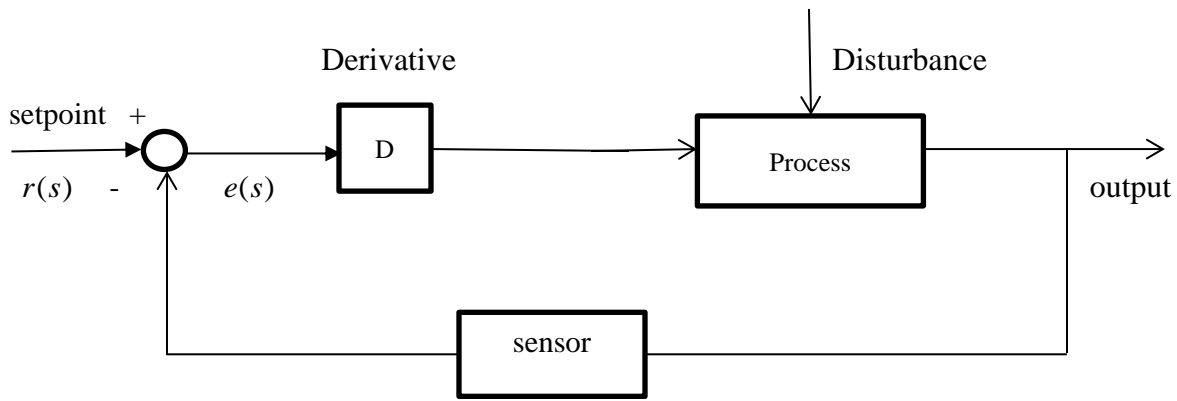 Derivative
Disturbance
setpoint +
D
Process
r(s) -
e(s)
output
sensor